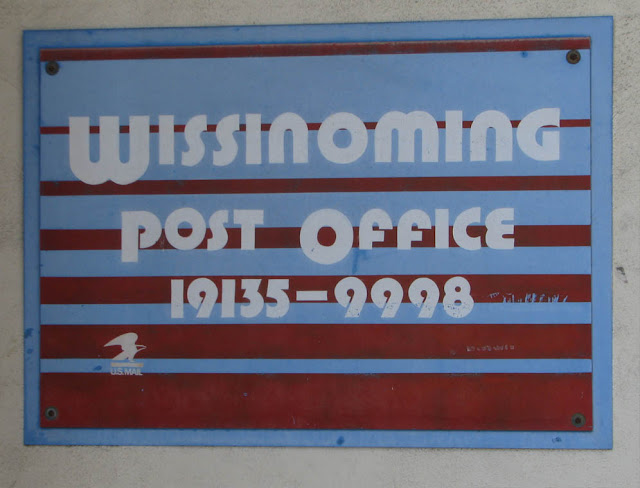 WISSINOMING
POST OFFICE
19135-9998
U.S. MAIL